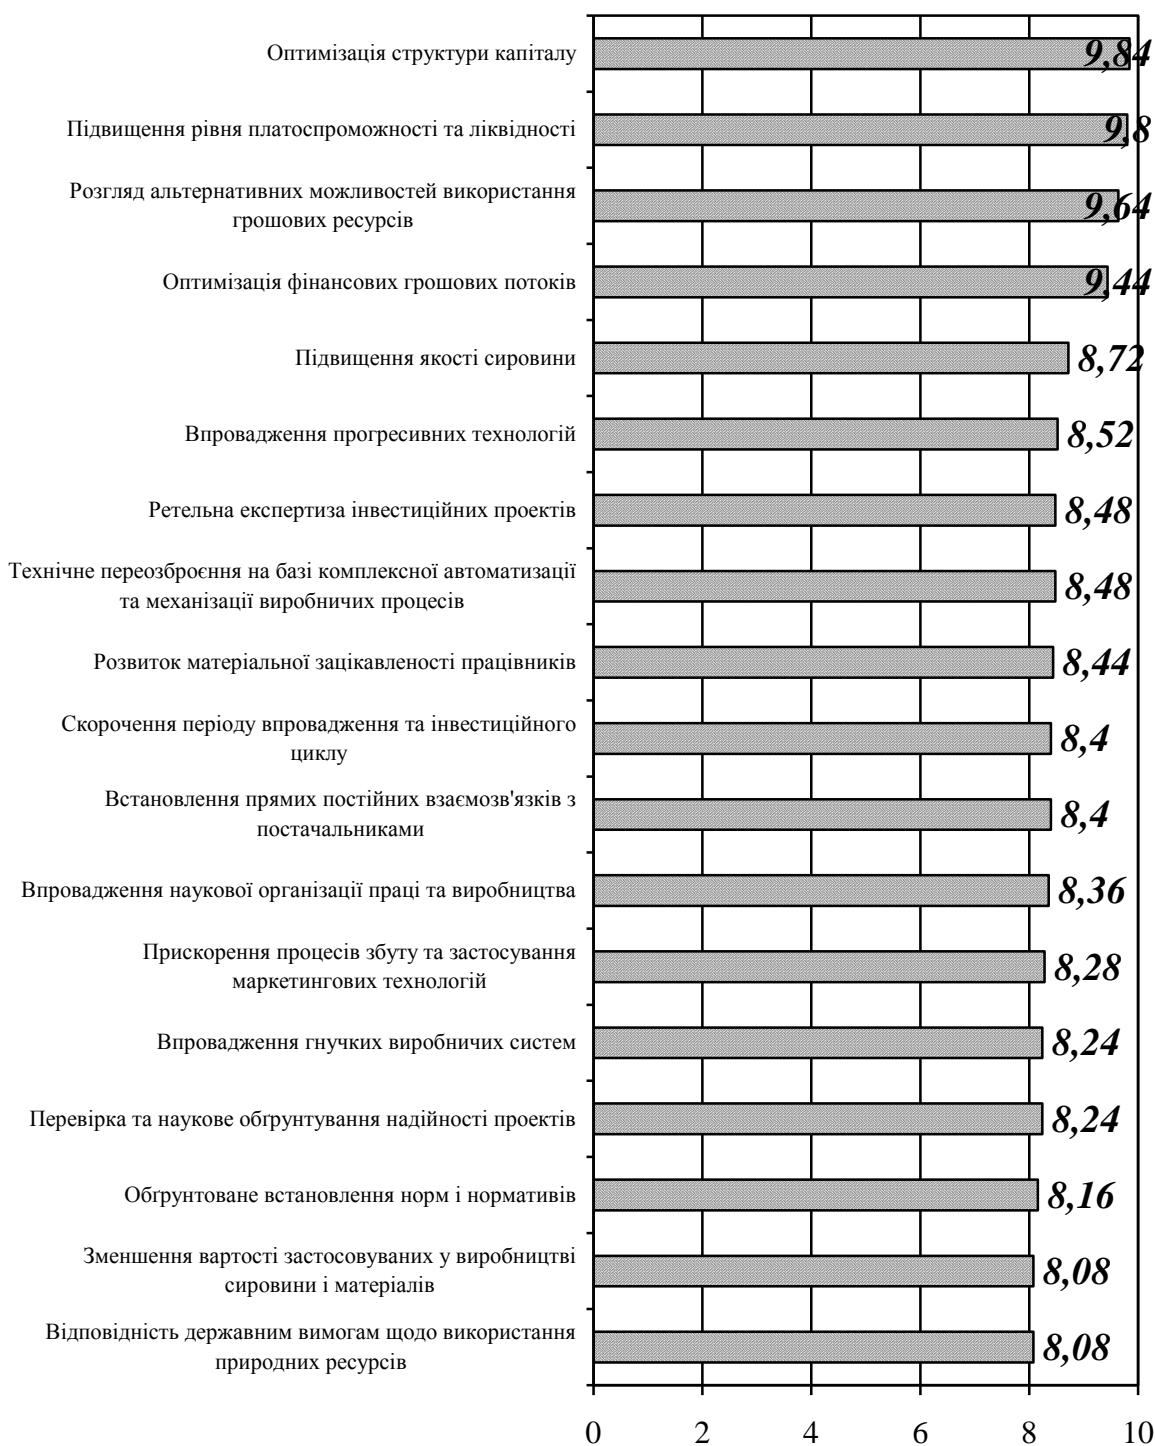 Оптимізація структури капіталу
9,84
Підвищення рівня платоспроможності та ліквідності
9,8
Розгляд альтернативних можливостей використання
грошових ресурсів
9,64
Оптимізація фінансових грошових потоків
9,44
Підвищення якості сировини
8,72
Впровадження прогресивних технологій
8,52
Ретельна експертиза інвестиційних проектів
8,48
Технічне переозброєння на базі комплексної автоматизації
та механізації виробничих процесів
8,48
Розвиток матеріальної зацікавленості працівників
8,44
Скорочення періоду впровадження та інвестиційного
циклу
8,4
Встановлення прямих постійних взаємозв'язків з
постачальниками
8,4
Впровадження наукової організації праці та виробництва
8,36
Прискорення процесів збуту та застосування
маркетингових технологій
8,28
Впровадження гнучких виробничих систем
8,24
Перевірка та наукове обґрунтування надійності проектів
8,24
Обґрунтоване встановлення норм і нормативів
8,16
Зменшення вартості застосовуваних у виробництві
сировини і матеріалів
8,08
Відповідність державним вимогам щодо використання
природних ресурсів
8,08
0 2 4 6 8 10